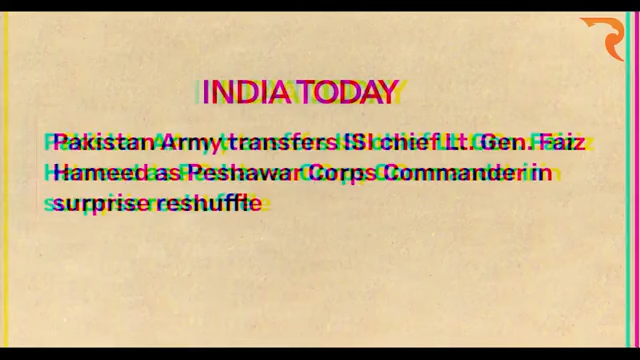 INDIA TODAY
Pakistan Army transfers ISI chief Lt. Gen. Faiz
Hameed as Peshawar Corps Commander in
surprise reshuffle